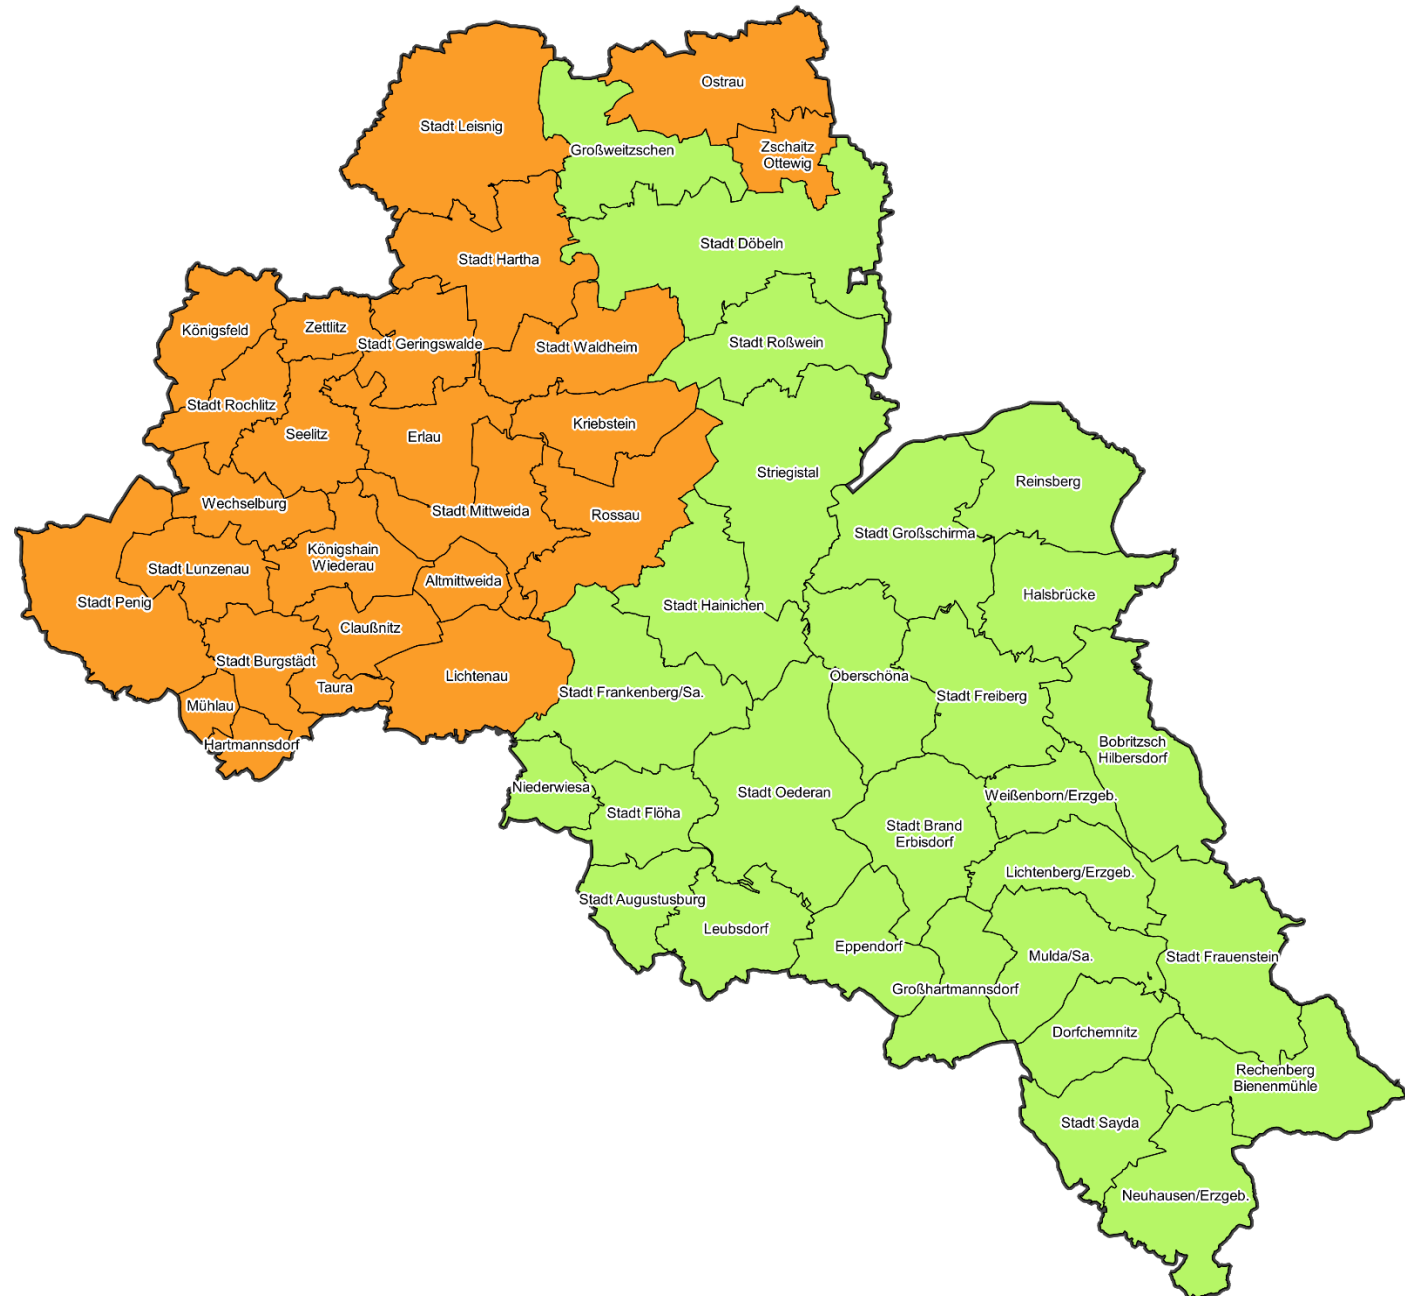 Ostrau
Stadt Leisnig
Großweitzschen
Zschaitz
Ottewig
Stadt Döbeln
Stadt Hartha
Königsfeld
Zettlitz
Stadt Geringswalde
Stadt Waldheim
Stadt Roßwein
Stadt Rochlitz
Seelitz
Erlau
Kriebstein
Striegistal
Reinsberg
Wechselburg
Stadt Mittweida
Rossau
Stadt Großschirma
Königshain
Wiederau
Stadt Lunzenau
Altmittweida
Halsbrücke
Stadt Penig
Stadt Hainichen
Claußnitz
Stadt Burgstädt
Lichtenau
Oberschöna
Taura
Stadt Frankenberg/Sa.
Stadt Freiberg
Mühlau
Hartmannsdorf
Bobritzsch
Hilbersdorf
Niederwiesa
Stadt Oederan
Weißenborn/Erzgeb.
Stadt Flöha
Stadt Brand
Erbisdorf
Lichtenberg/Erzgeb.
Stadt Augustusburg
Leubsdorf
Eppendorf
Mulda/Sa.
Stadt Frauenstein
Großhartmannsdorf
Dorfchemnitz
Rechenberg
Bienenmühle
Stadt Sayda
Neuhausen/Erzgeb.